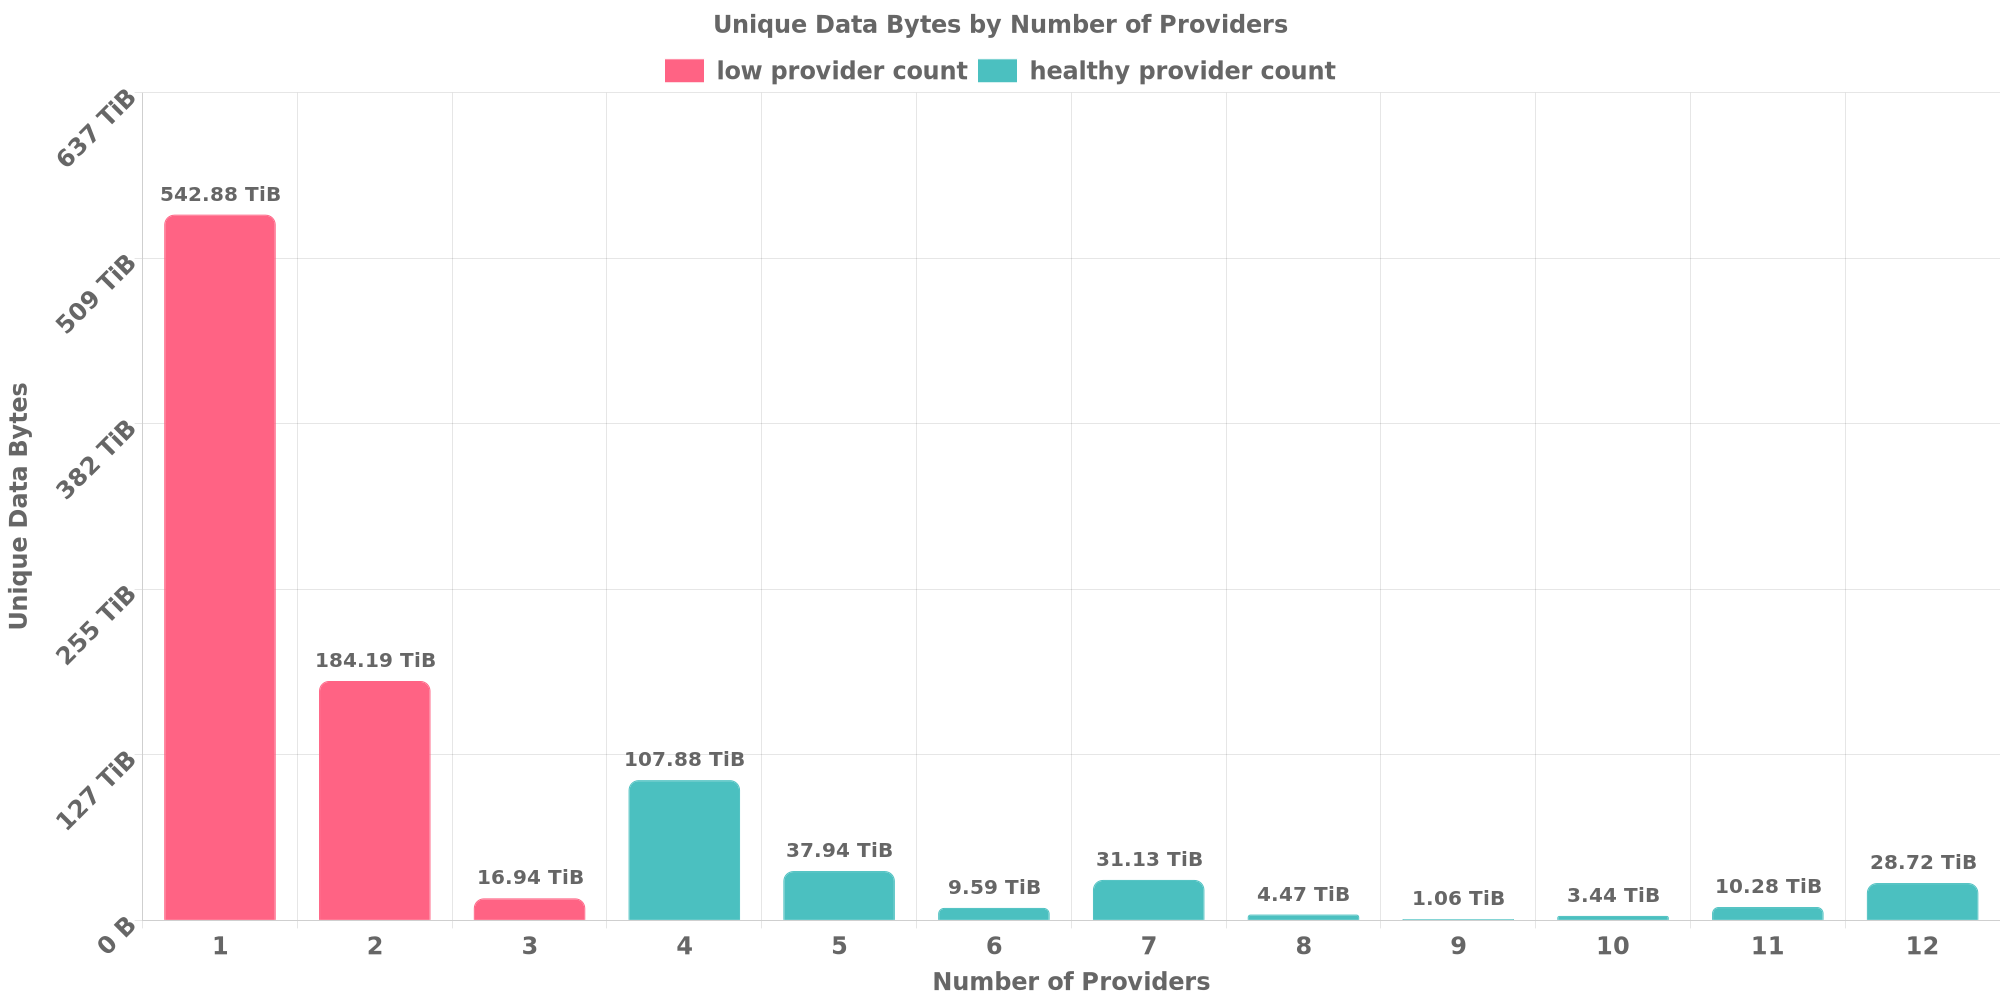 Unique Data Bytes by Number of Providers
low provider count healthy provider count
637 TiB
509 TiB
382 TiB
255 TiB
127 TiB
0 B
Unique Data Bytes
542.88 TiB
184.19 TiB
16.94 TiB
107.88 TiB
37.94 TiB
9.59 TiB
31.13 TiB
4.47 TiB
1.06 TiB
3.44 TiB
10.28 TiB
28.72 TiB
1 2 3 4 5 6 7 8 9 10 11 12
Number of Providers